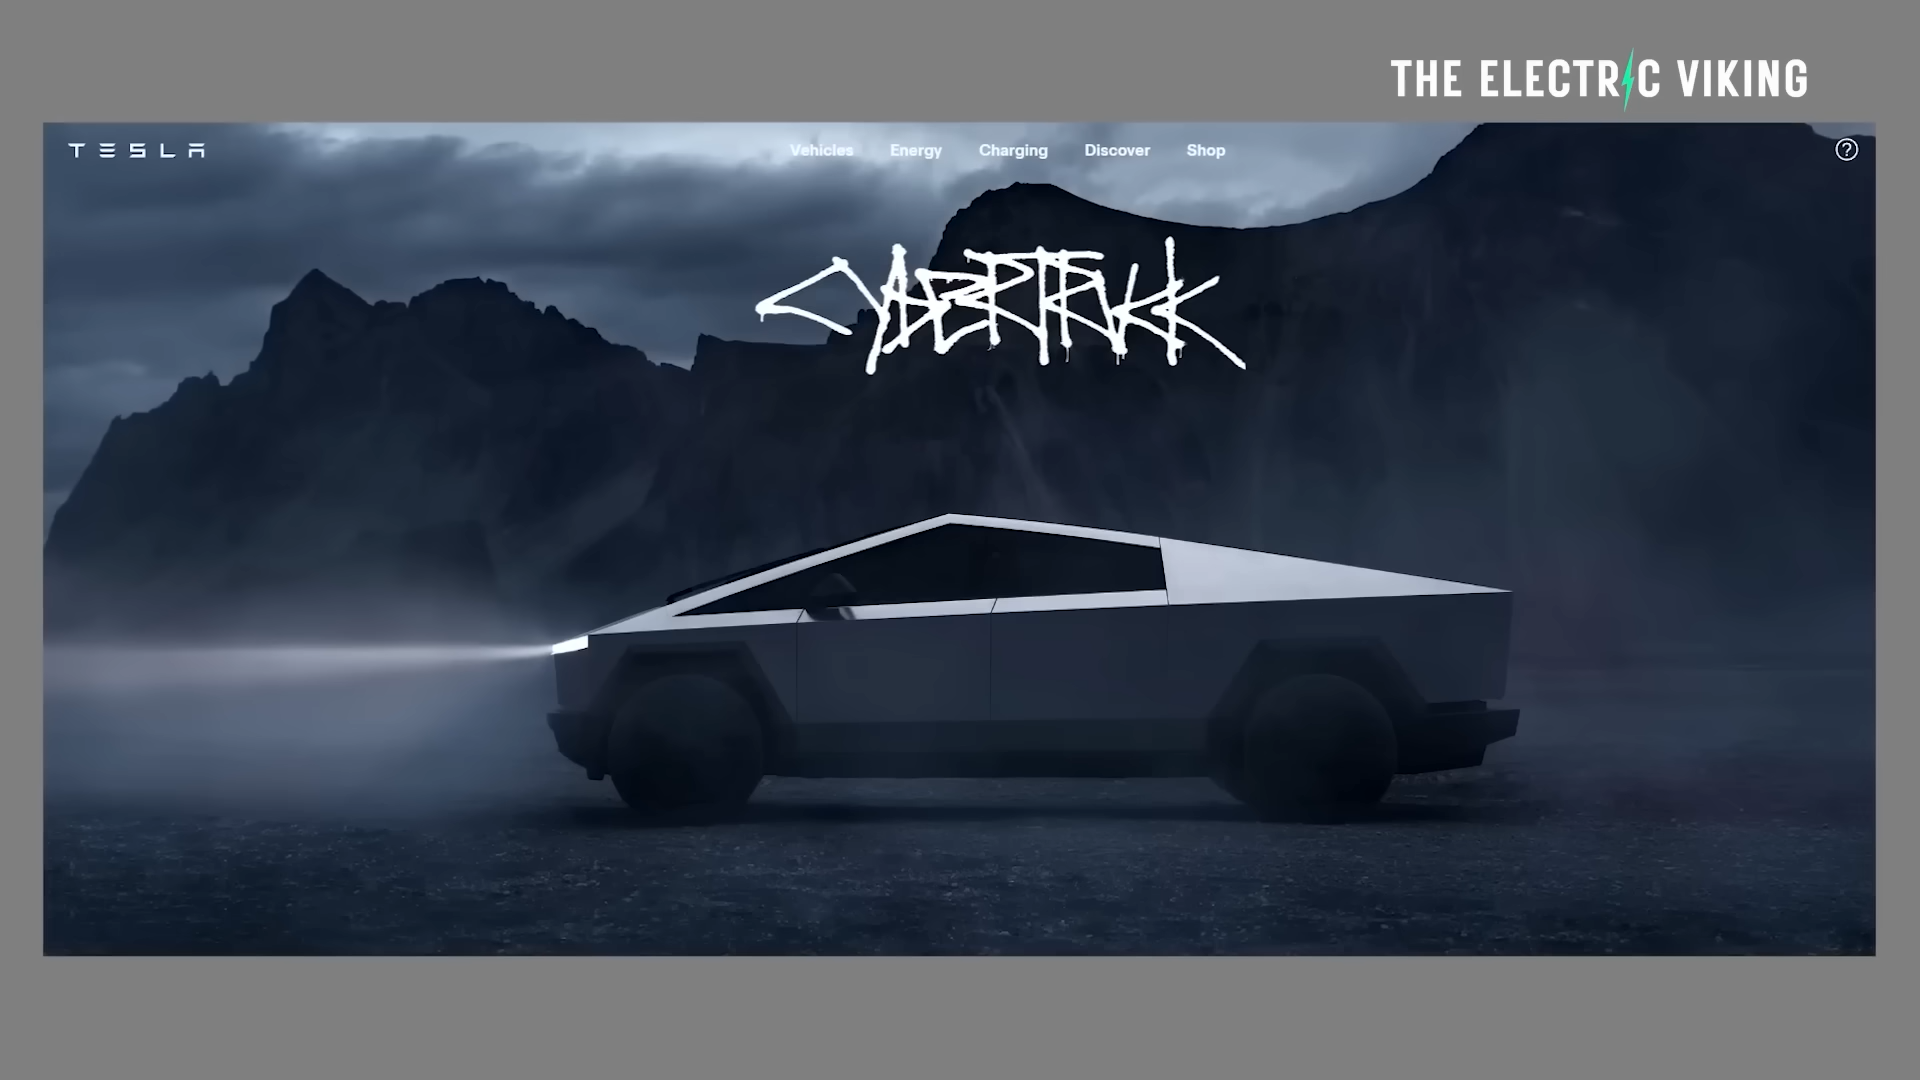 THE ELECTRIC VIKING
TESLA
Vehicles Energy Charging Discover Shop
?
CYBERTRUCK